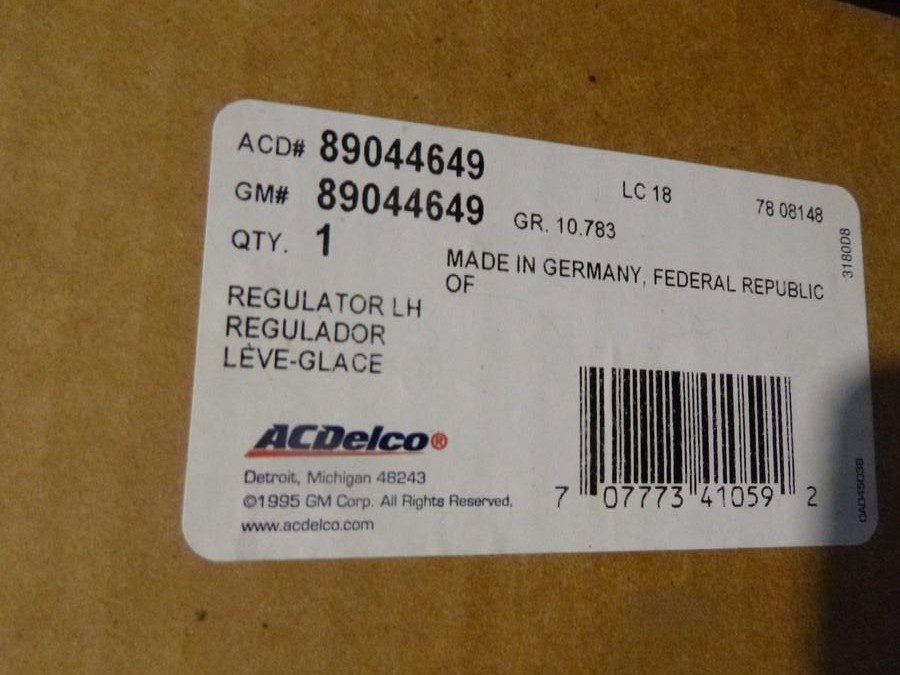 ACD# 89044649
GM# 89044649
LC 18
78 08148
GR. 10.783
3180D8
QTY. 1
MADE IN GERMANY, FEDERAL REPUBLIC
OF
REGULATOR LH
REGULADOR
LÈVE-GLACE
ACDelco®
Detroit, Michigan 48243
©1995 GM Corp. All Rights Reserved.
www.acdelco.com
7 07773 41059 2